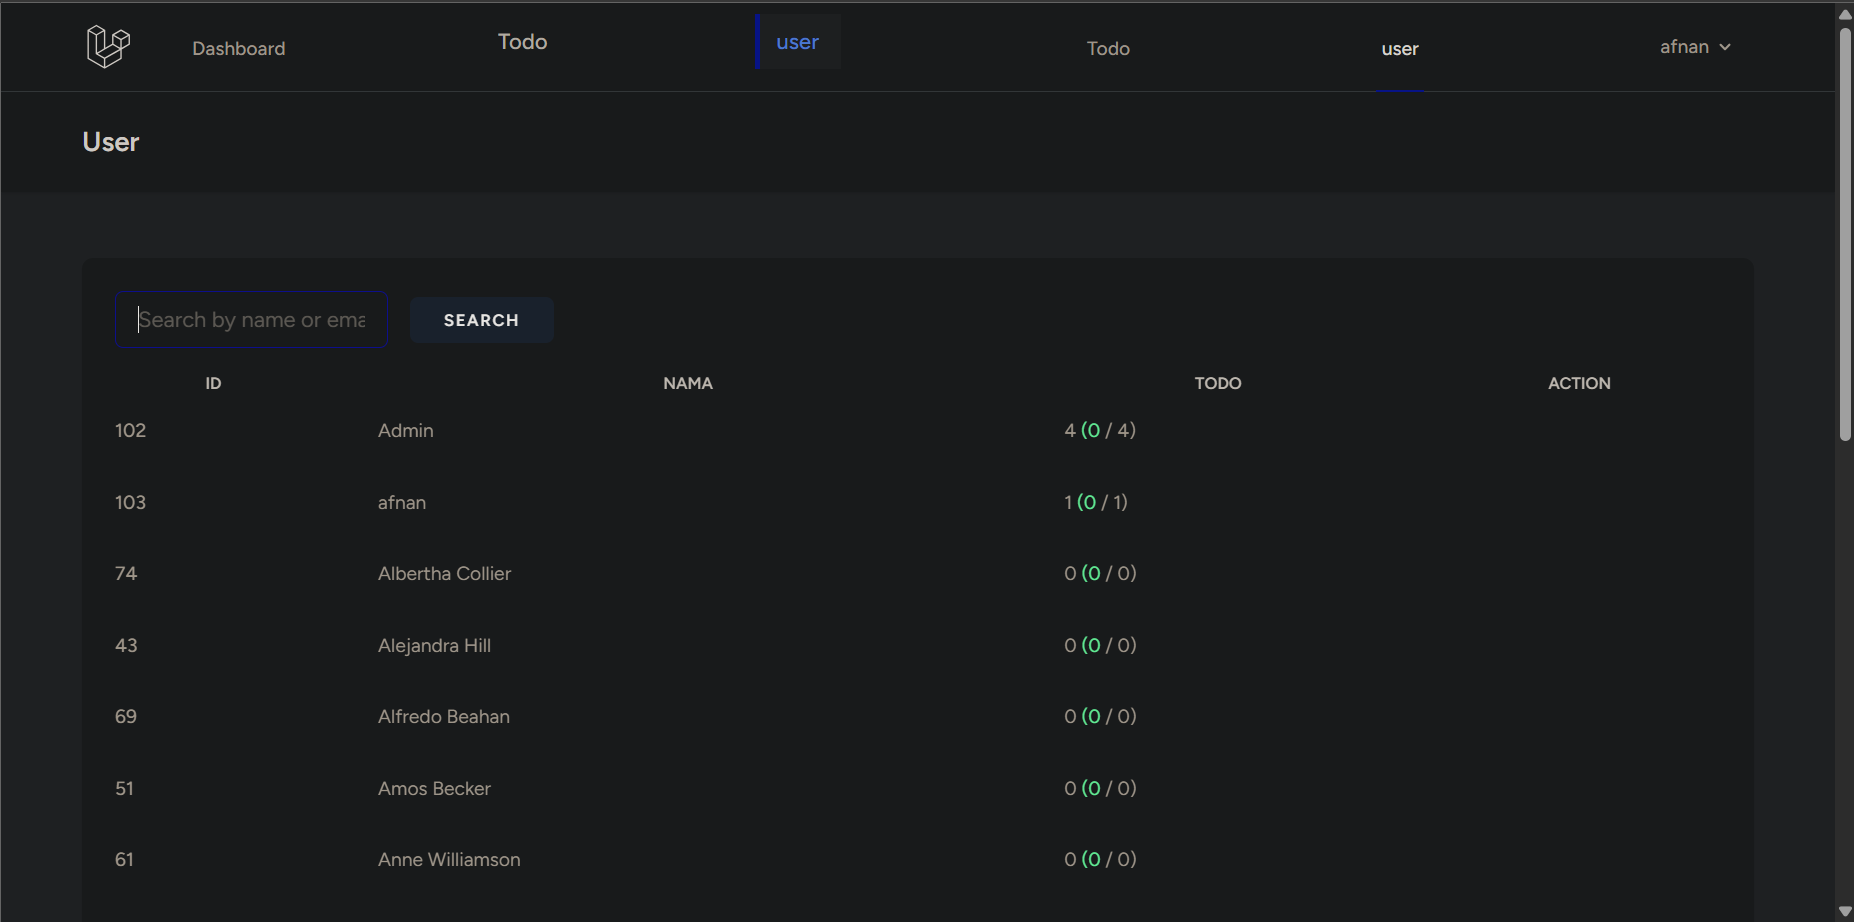 Dashboard Todo user Todo user afnan
User
Search by name or ema SEARCH
ID NAMA TODO ACTION
102 Admin 4 (0 / 4)
103 afnan 1 (0 / 1)
74 Albertha Collier 0 (0 / 0)
43 Alejandra Hill 0 (0 / 0)
69 Alfredo Beahan 0 (0 / 0)
51 Amos Becker 0 (0 / 0)
61 Anne Williamson 0 (0 / 0)